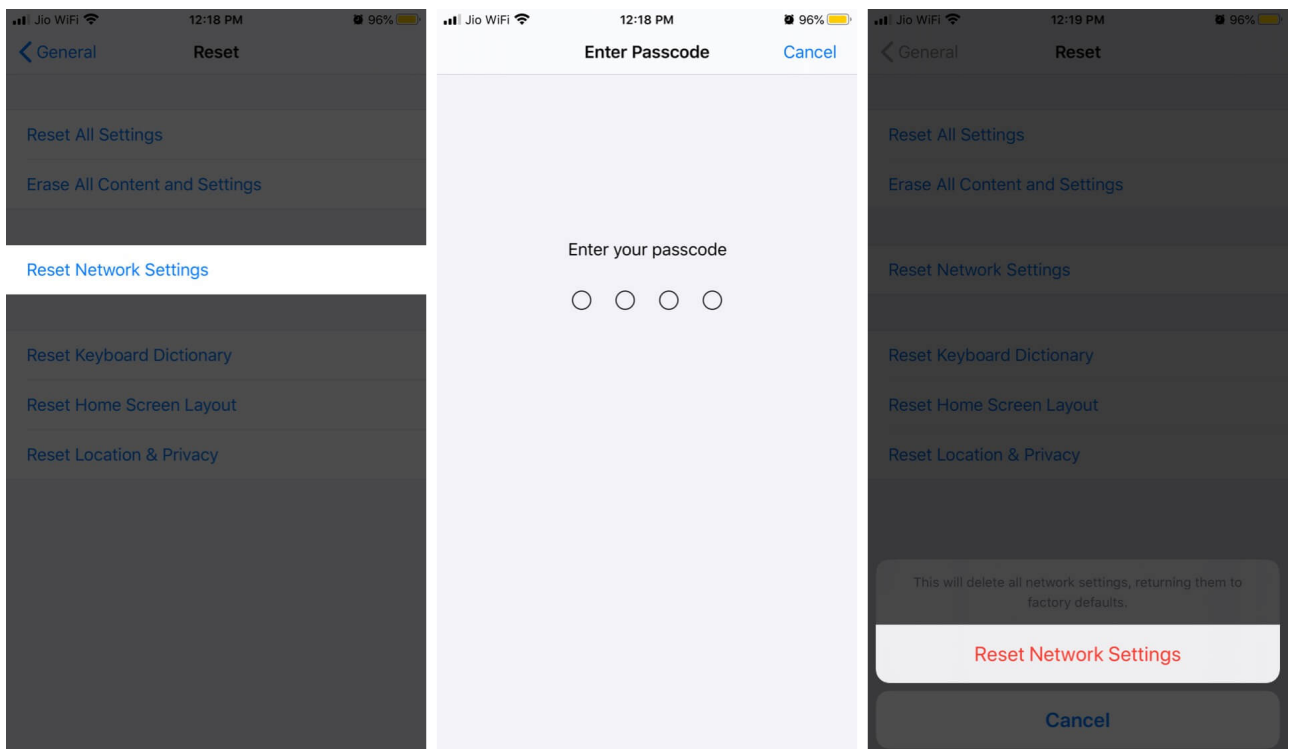 Jio WiFi 12:18 PM 96%
General Reset
Reset All Settings
Erase All Content and Settings
Reset Network Settings
Reset Keyboard Dictionary
Reset Home Screen Layout
Reset Location & Privacy
Jio WiFi 12:18 PM 96%
Enter Passcode Cancel
Enter your passcode
Jio WiFi 12:19 PM 96%
General Reset
Reset All Settings
Erase All Content and Settings
Reset Network Settings
Reset Keyboard Dictionary
Reset Home Screen Layout
Reset Location & Privacy
This will delete all network settings, returning them to
factory defaults.
Reset Network Settings
Cancel